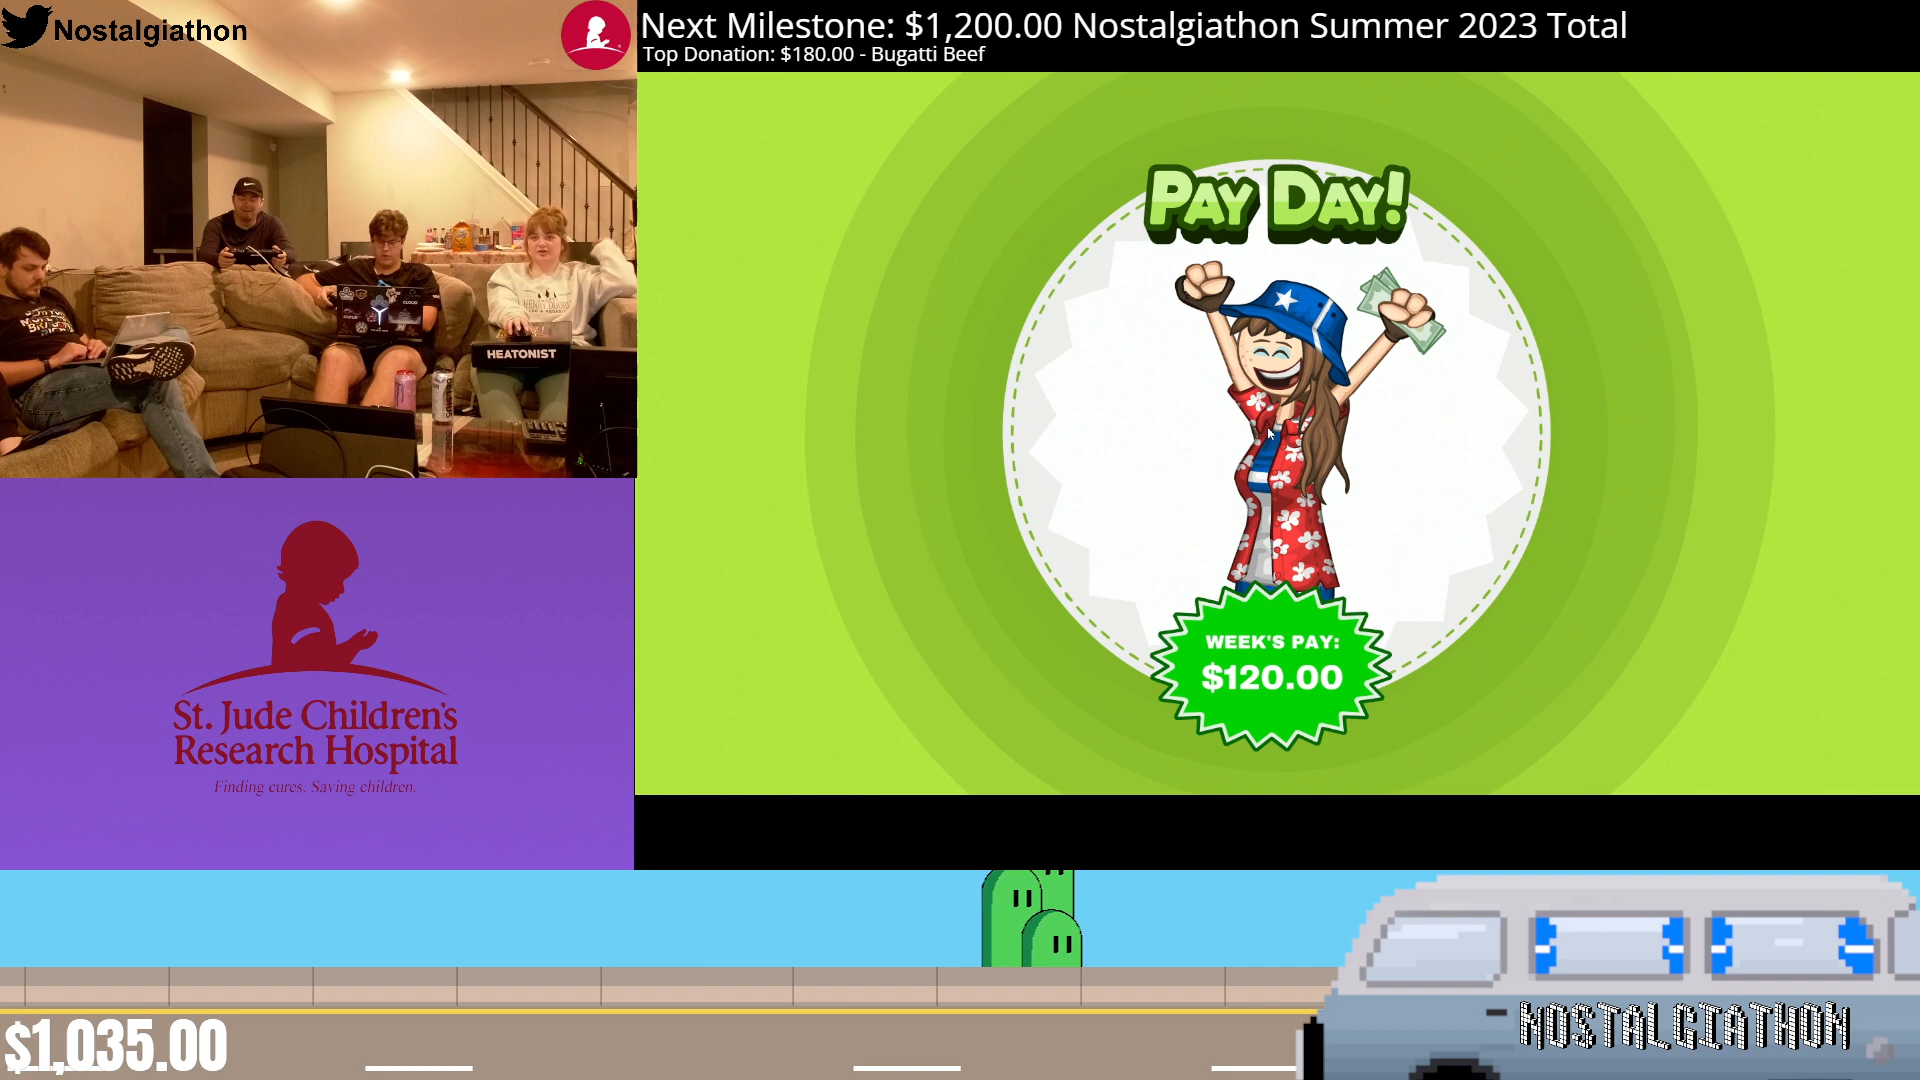 Nostalgiathon
Next Milestone: $1,200.00 Nostalgiathon Summer 2023 Total
Top Donation: $180.00 - Bugatti Beef
PAY DAY!
HEATONIST
WEEK'S PAY:
$120.00
St. Jude Children's
Research Hospital
Finding cures. Saving children.
$1,035.00
NOSTALGIATHON